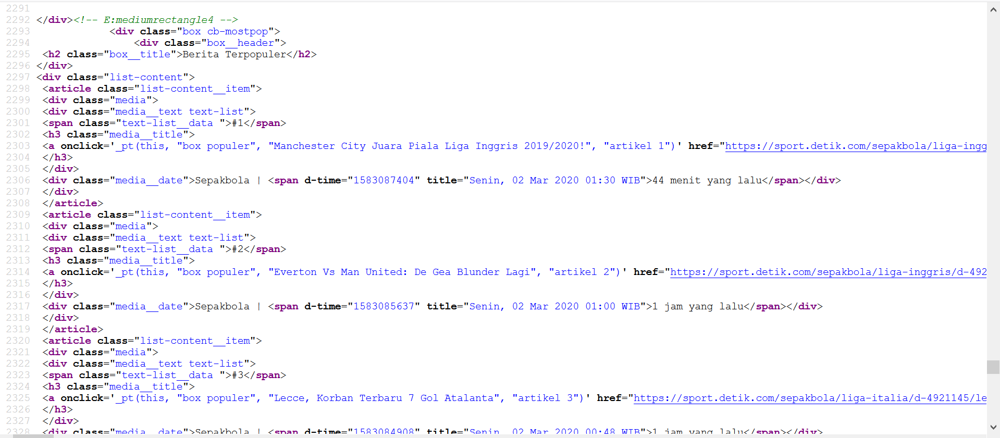 2291
2292 </div><!-- E:mediumrectangle4 -->
2293 <div class="box cb-mostpop">
2294 <div class="box__header">
2295 <h2 class="box__title">Berita Terpopuler</h2>
2296 </div>
2297 <div class="list-content">
2298 <article class="list-content__item">
2299 <div class="media">
2300 <div class="media__text text-list">
2301 <span class="text-list__data ">#1</span>
2302 <h3 class="media__title">
2303 <a onclick='_pt(this, "box populer", "Manchester City Juara Piala Liga Inggris 2019/2020!", "artikel 1")' href="https://sport.detik.com/sepakbola/liga-ingg
2304 </h3>
2305 </div>
2306 <div class="media__date">Sepakbola | <span d-time="1583087404" title="Senin, 02 Mar 2020 01:30 WIB">44 menit yang lalu</span></div>
2307 </div>
2308 </article>
2309 <article class="list-content__item">
2310 <div class="media">
2311 <div class="media__text text-list">
2312 <span class="text-list__data ">#2</span>
2313 <h3 class="media__title">
2314 <a onclick='_pt(this, "box populer", "Everton Vs Man United: De Gea Blunder Lagi", "artikel 2")' href="https://sport.detik.com/sepakbola/liga-inggris/d-492
2315 </h3>
2316 </div>
2317 <div class="media__date">Sepakbola | <span d-time="1583085637" title="Senin, 02 Mar 2020 01:00 WIB">1 jam yang lalu</span></div>
2318 </div>
2319 </article>
2320 <article class="list-content__item">
2321 <div class="media">
2322 <div class="media__text text-list">
2323 <span class="text-list__data ">#3</span>
2324 <h3 class="media__title">
2325 <a onclick='_pt(this, "box populer", "Lecce, Korban Terbaru 7 Gol Atalanta", "artikel 3")' href="https://sport.detik.com/sepakbola/liga-italia/d-4921145/le
2326 </h3>
2327 </div>
2328 <div class="media__date">Sepakbola | <span d-time="1583084908" title="Senin, 02 Mar 2020 00:48 WIB">1 jam yang lalu</span></div>